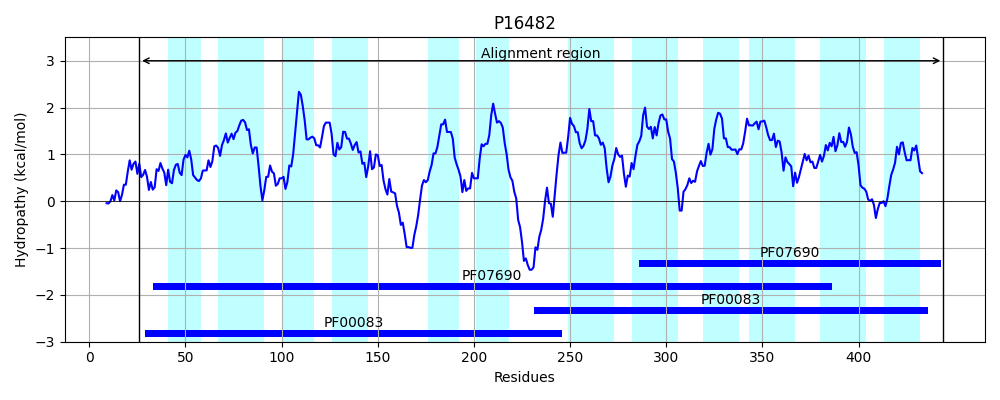 P16482
Alignment region
Hydropathy (kcal/mol)
3
2
1
0
−1
−2
−3
PF07690
PF07690
PF00083
PF00083
0 50 100 150 200 250 300 350 400
Residues